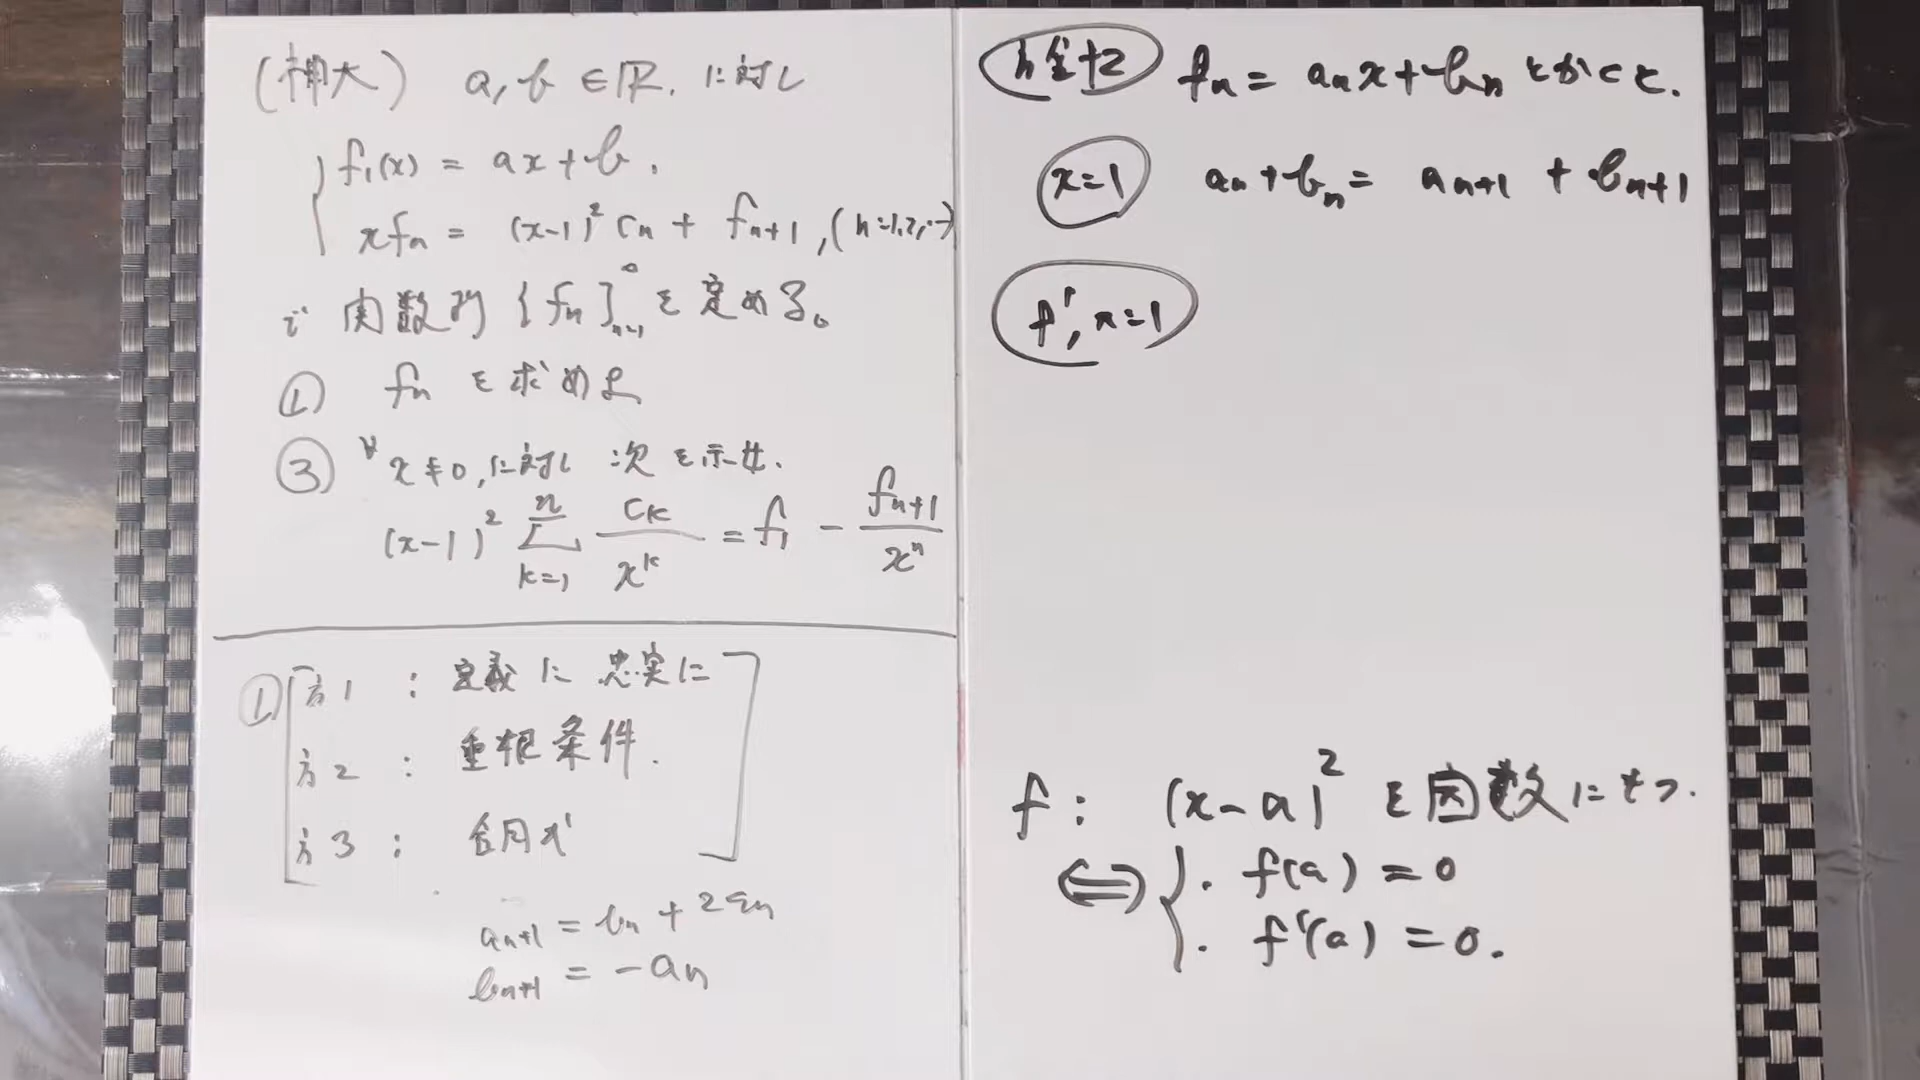 (神大) a, b ∈ ℝ, に対し
f₁(x) = ax + b.
xfₙ = (x-1)² cₙ + fₙ₊₁, (n=1,2,…)
で 関数列 {fₙ}ₙ₌₁^∞ を定める。
① fₙ を求めよ
③ ∀x≠0, に対し 次を示せ.
(x-1)² Σₖ₌₁ⁿ cₖ/xᵏ = f₁ - fₙ₊₁/xⁿ
① 方1 : 定義に 忠実に
方2 : 重根条件.
方3 : 合同式
aₙ₊₁ = bₙ + 2aₙ
bₙ₊₁ = -aₙ
方針2 fₙ = aₙx + bₙ とかくと.
x=1 aₙ + bₙ = aₙ₊₁ + bₙ₊₁
f', x=1
f : (x-a)² を因数にもつ.
⟺ { · f(a) = 0
· f'(a) = 0.